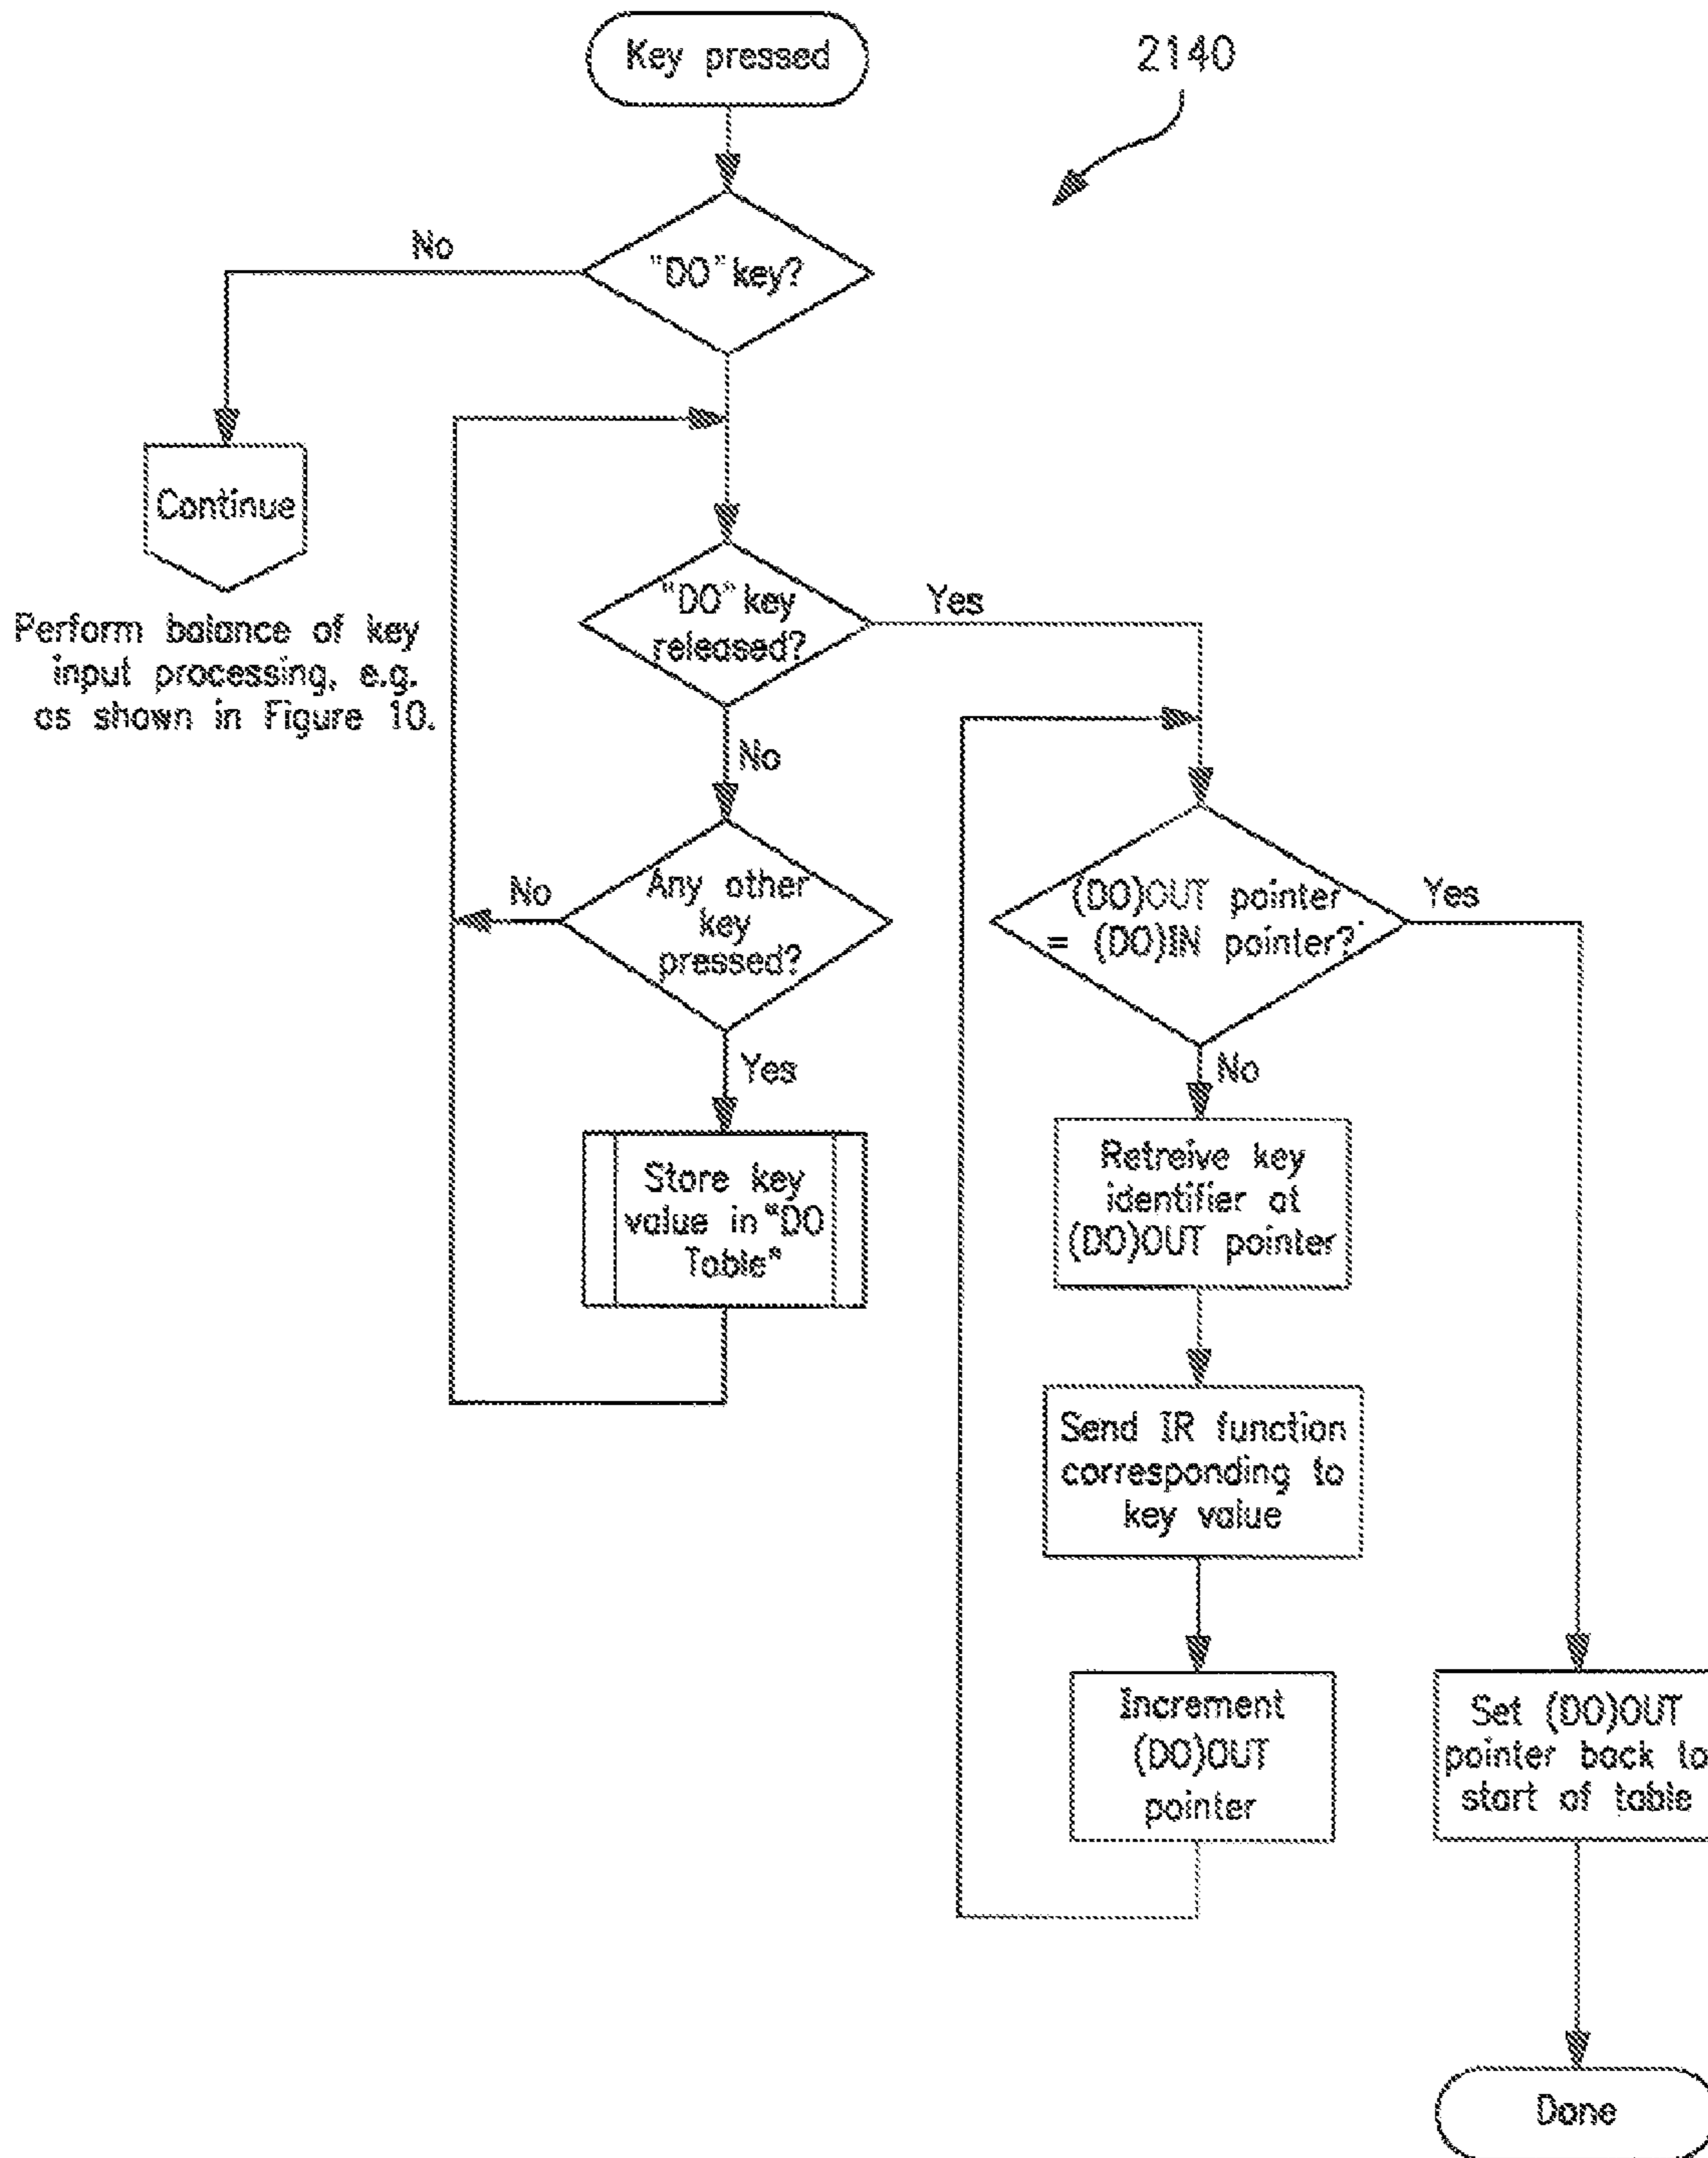 Key pressed
2140
"DO" key?
No
Continue
Perform balance of key
input processing, e.g.
as shown in Figure 10.
"DO" key
released?
Yes
No
Any other
key
pressed?
No
Yes
Store key
value in "DO
Table"
(DO)OUT pointer
= (DO)IN pointer?
Yes
No
Retreive key
identifier at
(DO)OUT pointer
Send IR function
corresponding to
key value
Increment
(DO)OUT
pointer
Set (DO)OUT
pointer back to
start of table
Done